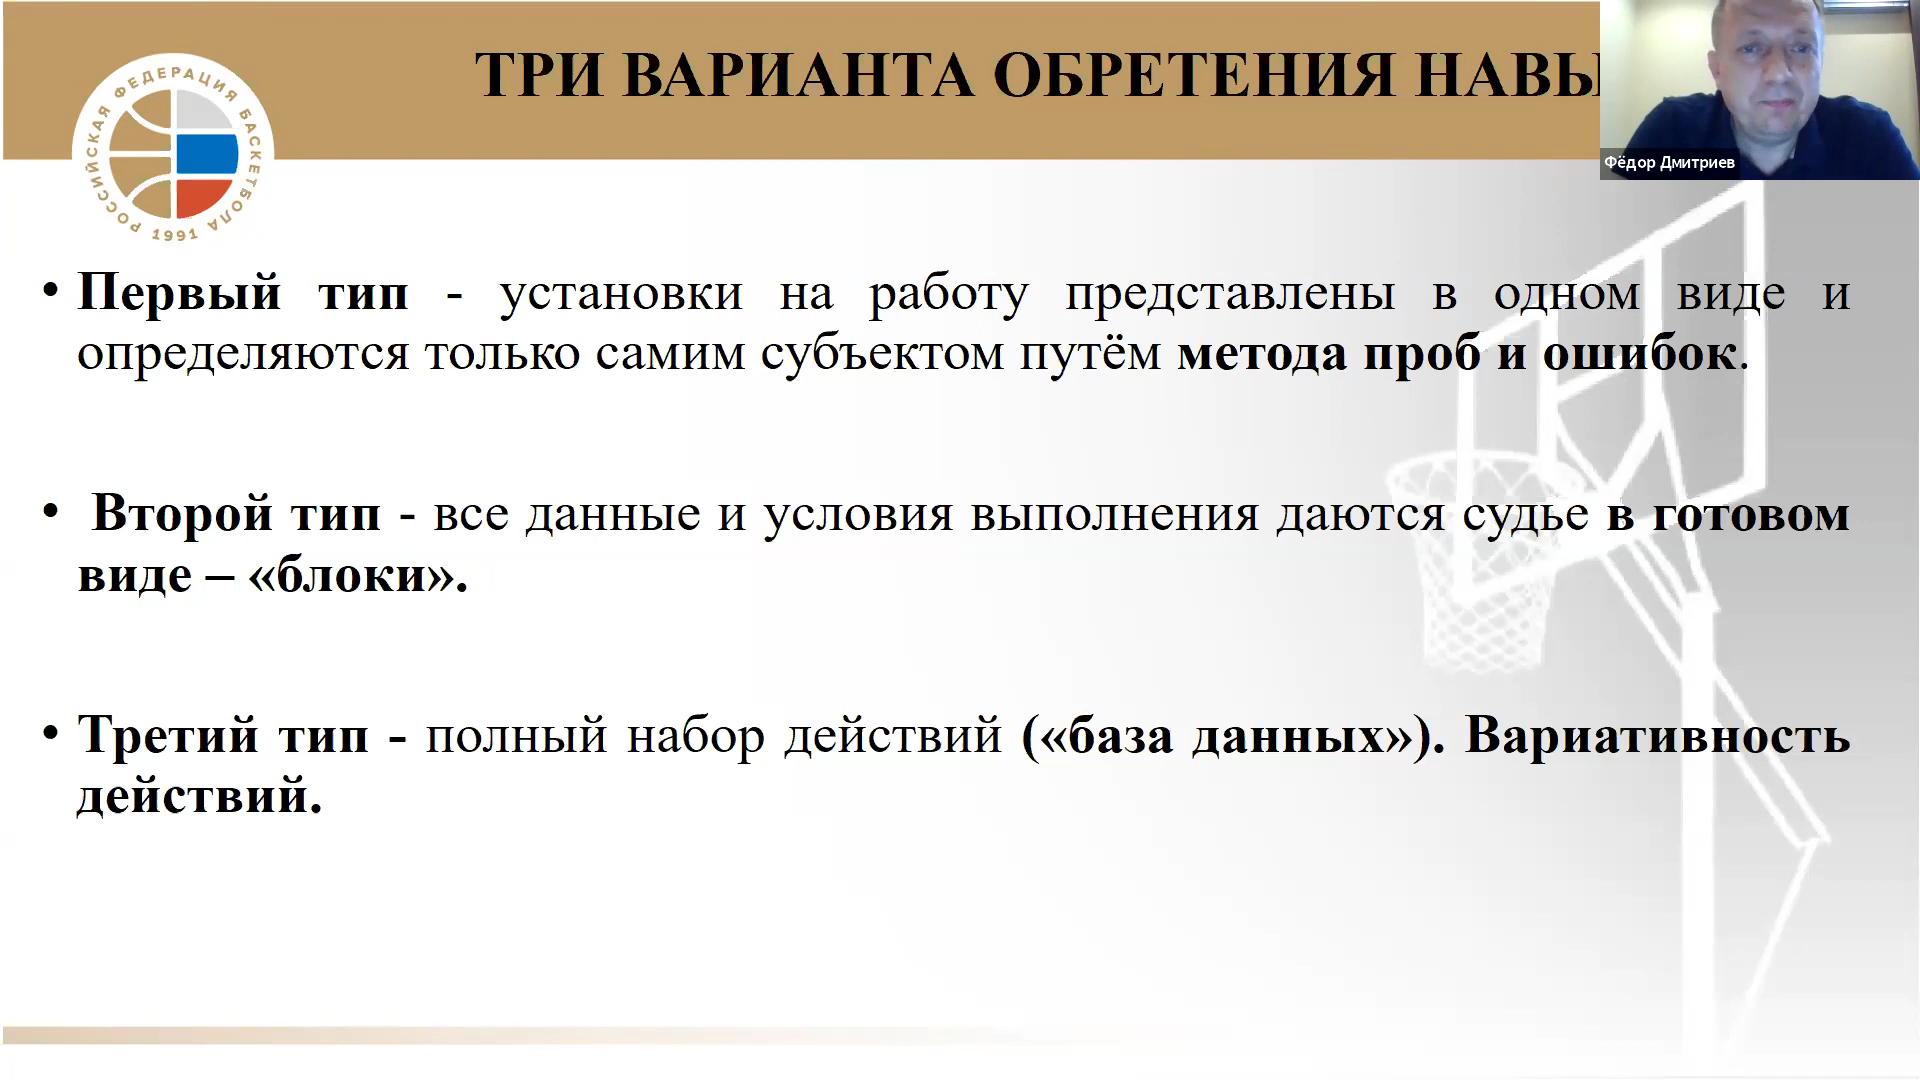 ТРИ ВАРИАНТА ОБРЕТЕНИЯ НАВЫ
Фёдор Дмитриев
РОССИЙСКАЯ ФЕДЕРАЦИЯ БАСКЕТБОЛА
1991
• Первый тип - установки на работу представлены в одном виде и
определяются только самим субъектом путём метода проб и ошибок.
• Второй тип - все данные и условия выполнения даются судье в готовом
виде – «блоки».
• Третий тип - полный набор действий («база данных»). Вариативность
действий.